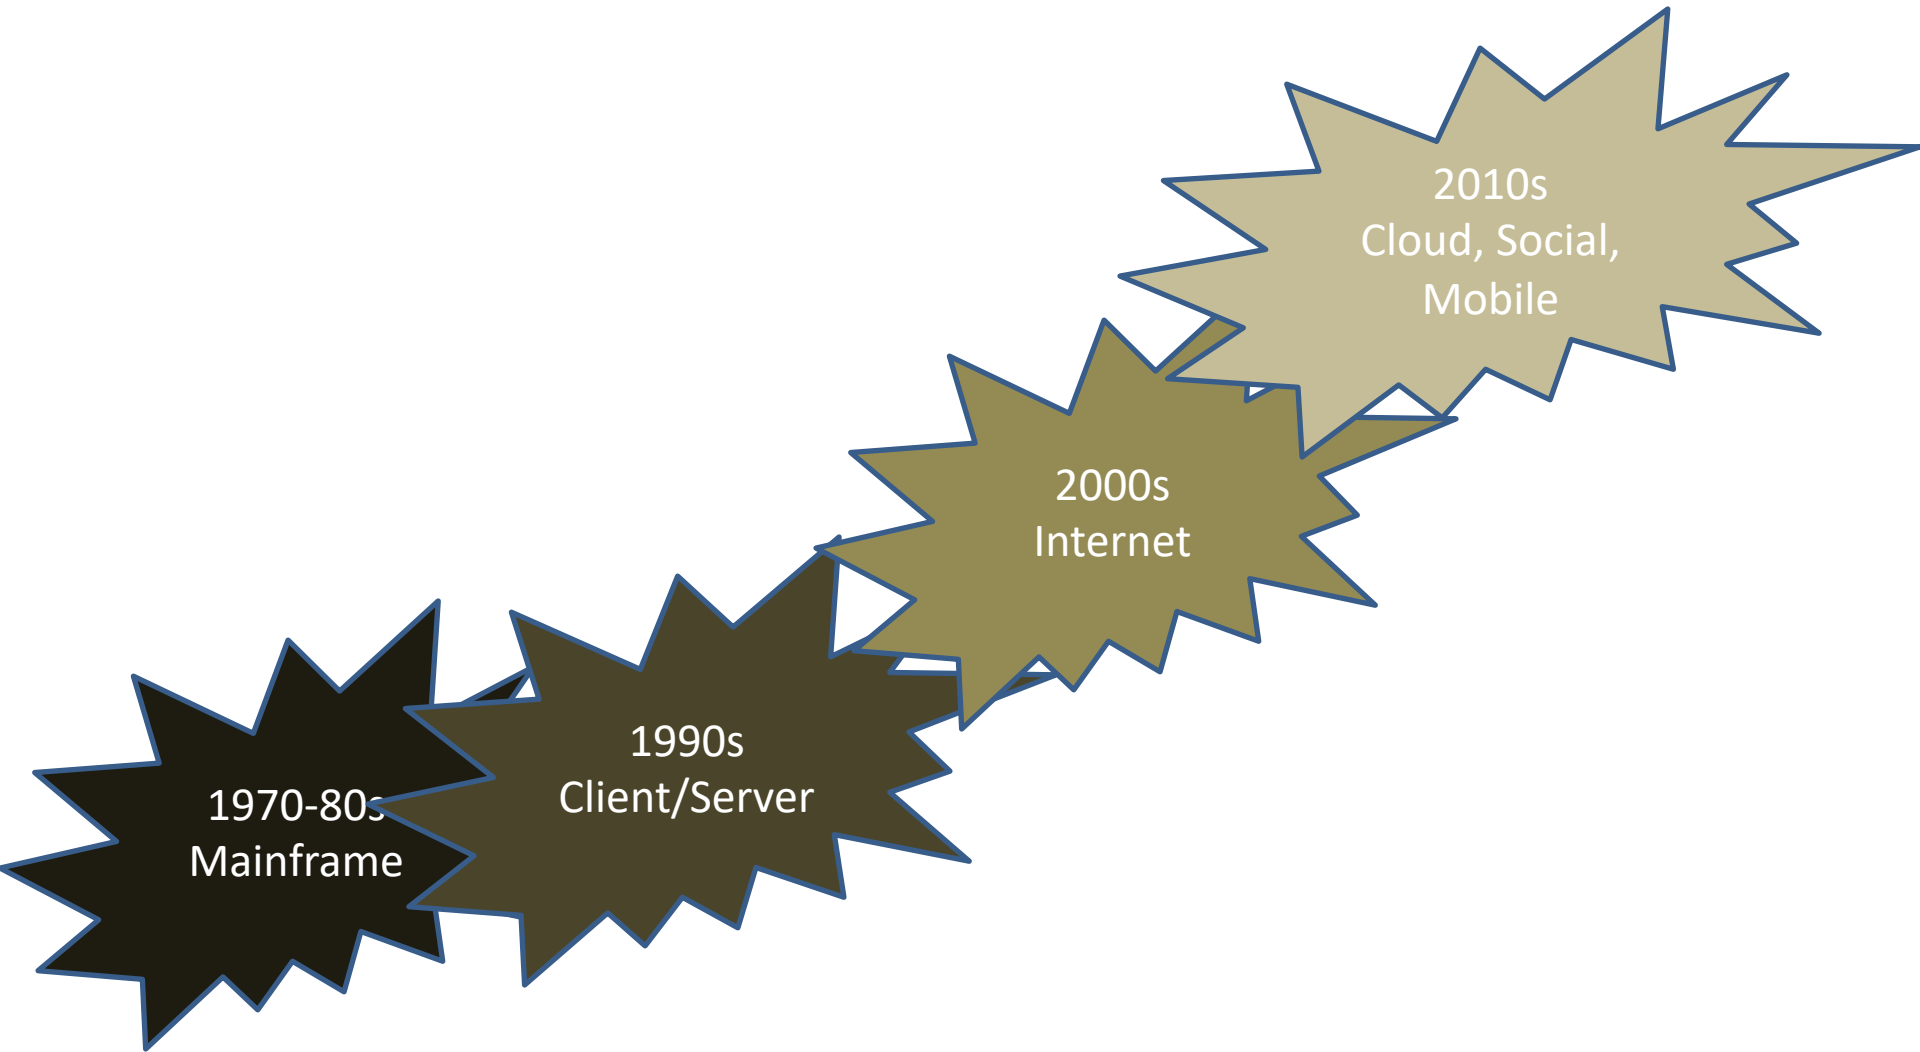 2010s
Cloud, Social,
Mobile
2000s
Internet
1990s
Client/Server
1970-80s
Mainframe